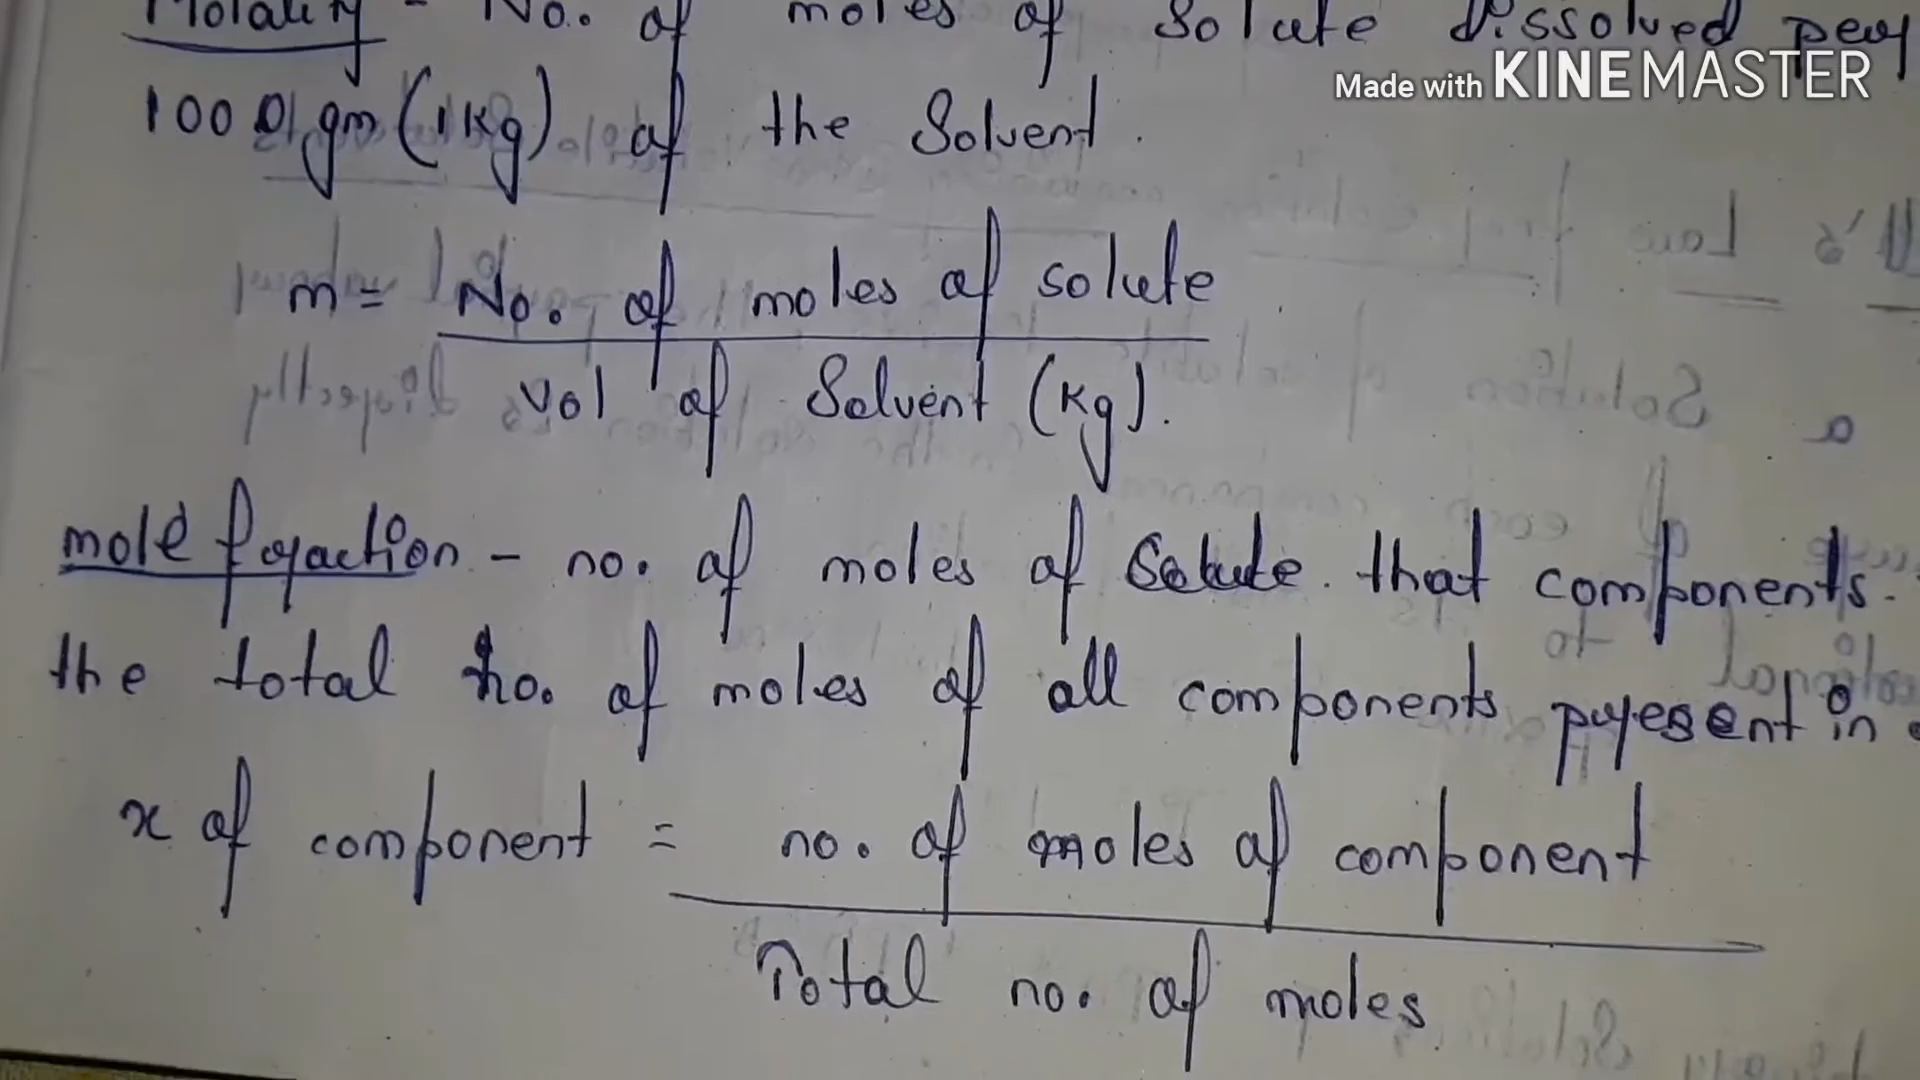 Molality - No. of moles of Solute dissolved per
Made with KINEMASTER
1000 gm (1kg) of the Solvent.
m = No. of moles of solute
Vol of Solvent (kg).
mole fraction - no. of moles of Solute. that components.
the total no. of moles of all components present in
x of component = no. of moles of component
Total no. of moles